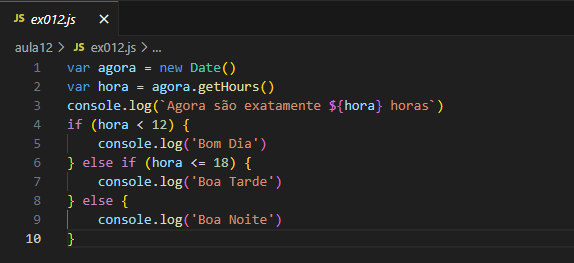 JS ex012.js ×
aula12 > JS ex012.js > ...
1 var agora = new Date()
2 var hora = agora.getHours()
3 console.log(`Agora são exatamente ${hora} horas`)
4 if (hora < 12) {
5     console.log('Bom Dia')
6 } else if (hora <= 18) {
7     console.log('Boa Tarde')
8 } else {
9     console.log('Boa Noite')
10 }